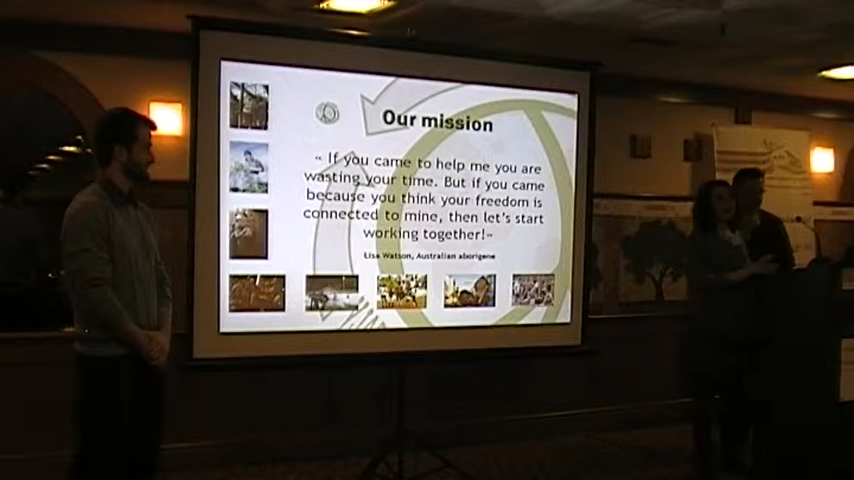 Our mission
« If you came to help me you are
wasting your time. But if you came
because you think your freedom is
connected to mine, then let's start
working together!»
Lisa Watson, Australian aborigene